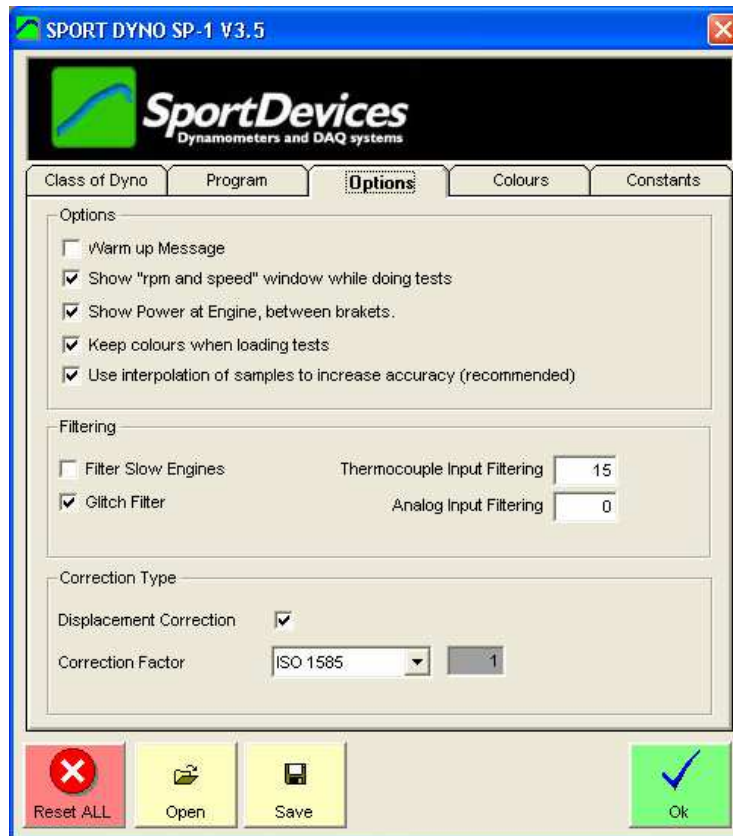 SPORT DYNO SP-1 V3.5
SportDevices
Dynamometers and DAQ systems
Class of Dyno Program Options Colours Constants
Options
Warm up Message
Show "rpm and speed" window while doing tests
Show Power at Engine, between brakets.
Keep colours when loading tests
Use interpolation of samples to increase accuracy (recommended)
Filtering
Filter Slow Engines Thermocouple Input Filtering 15
Glitch Filter Analog Input Filtering 0
Correction Type
Displacement Correction
Correction Factor ISO 1585 1
Reset ALL Open Save Ok